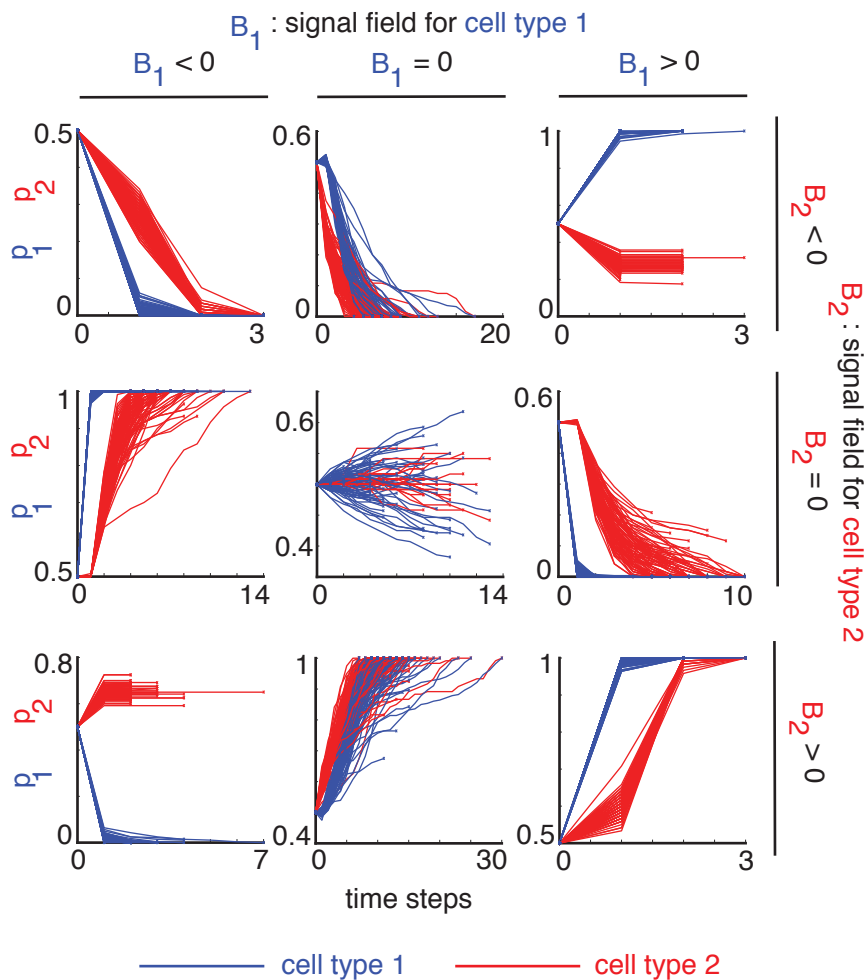 B1 : signal field for cell type 1
B1 < 0
B1 = 0
B1 > 0
0.5
p2
p1
0
0
3
0.6
0
0
20
1
0
0
3
B2 < 0
1
p2
p1
0.5
0
14
0.6
0.4
0
14
0.6
0
0
10
B2 = 0
B2 : signal field for cell type 2
0.8
p2
p1
0
0
7
1
0.4
0
30
1
0.5
0
3
B2 > 0
time steps
cell type 1
cell type 2